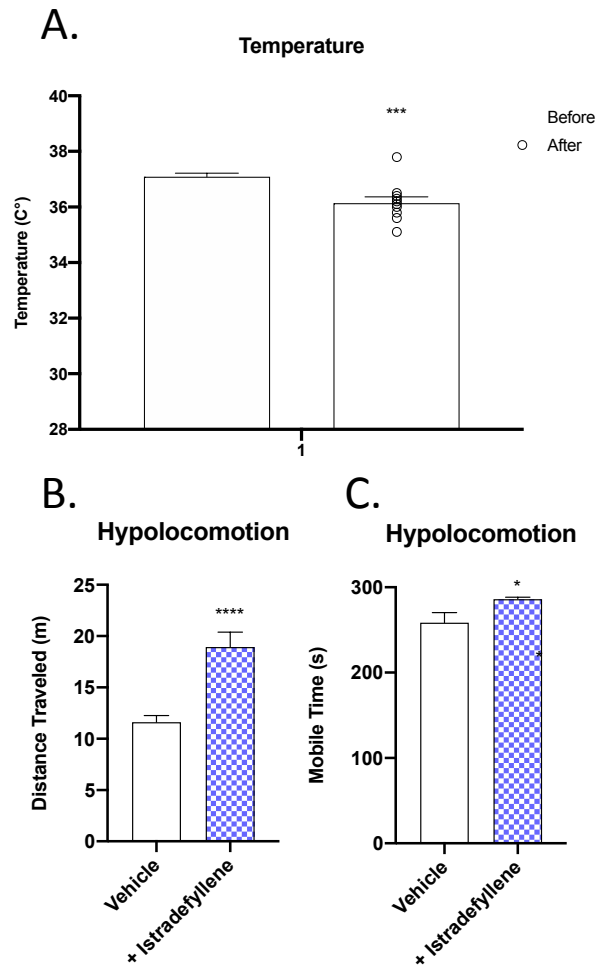 A.
Temperature
40
38
36
34
32
30
28
Temperature (C°)
***
Before
After
1
B.
Hypolocomotion
25
20
15
10
5
0
Distance Traveled (m)
****
Vehicle
+ Istradefyllene
C.
Hypolocomotion
300
200
100
0
Mobile Time (s)
*
*
Vehicle
+ Istradefyllene